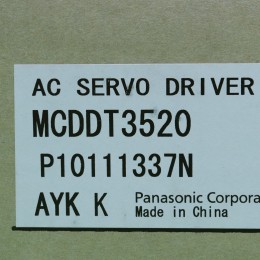 AC SERVO DRIVER
MCDDT3520
P10111337N
AYK K Panasonic Corpora
Made in China